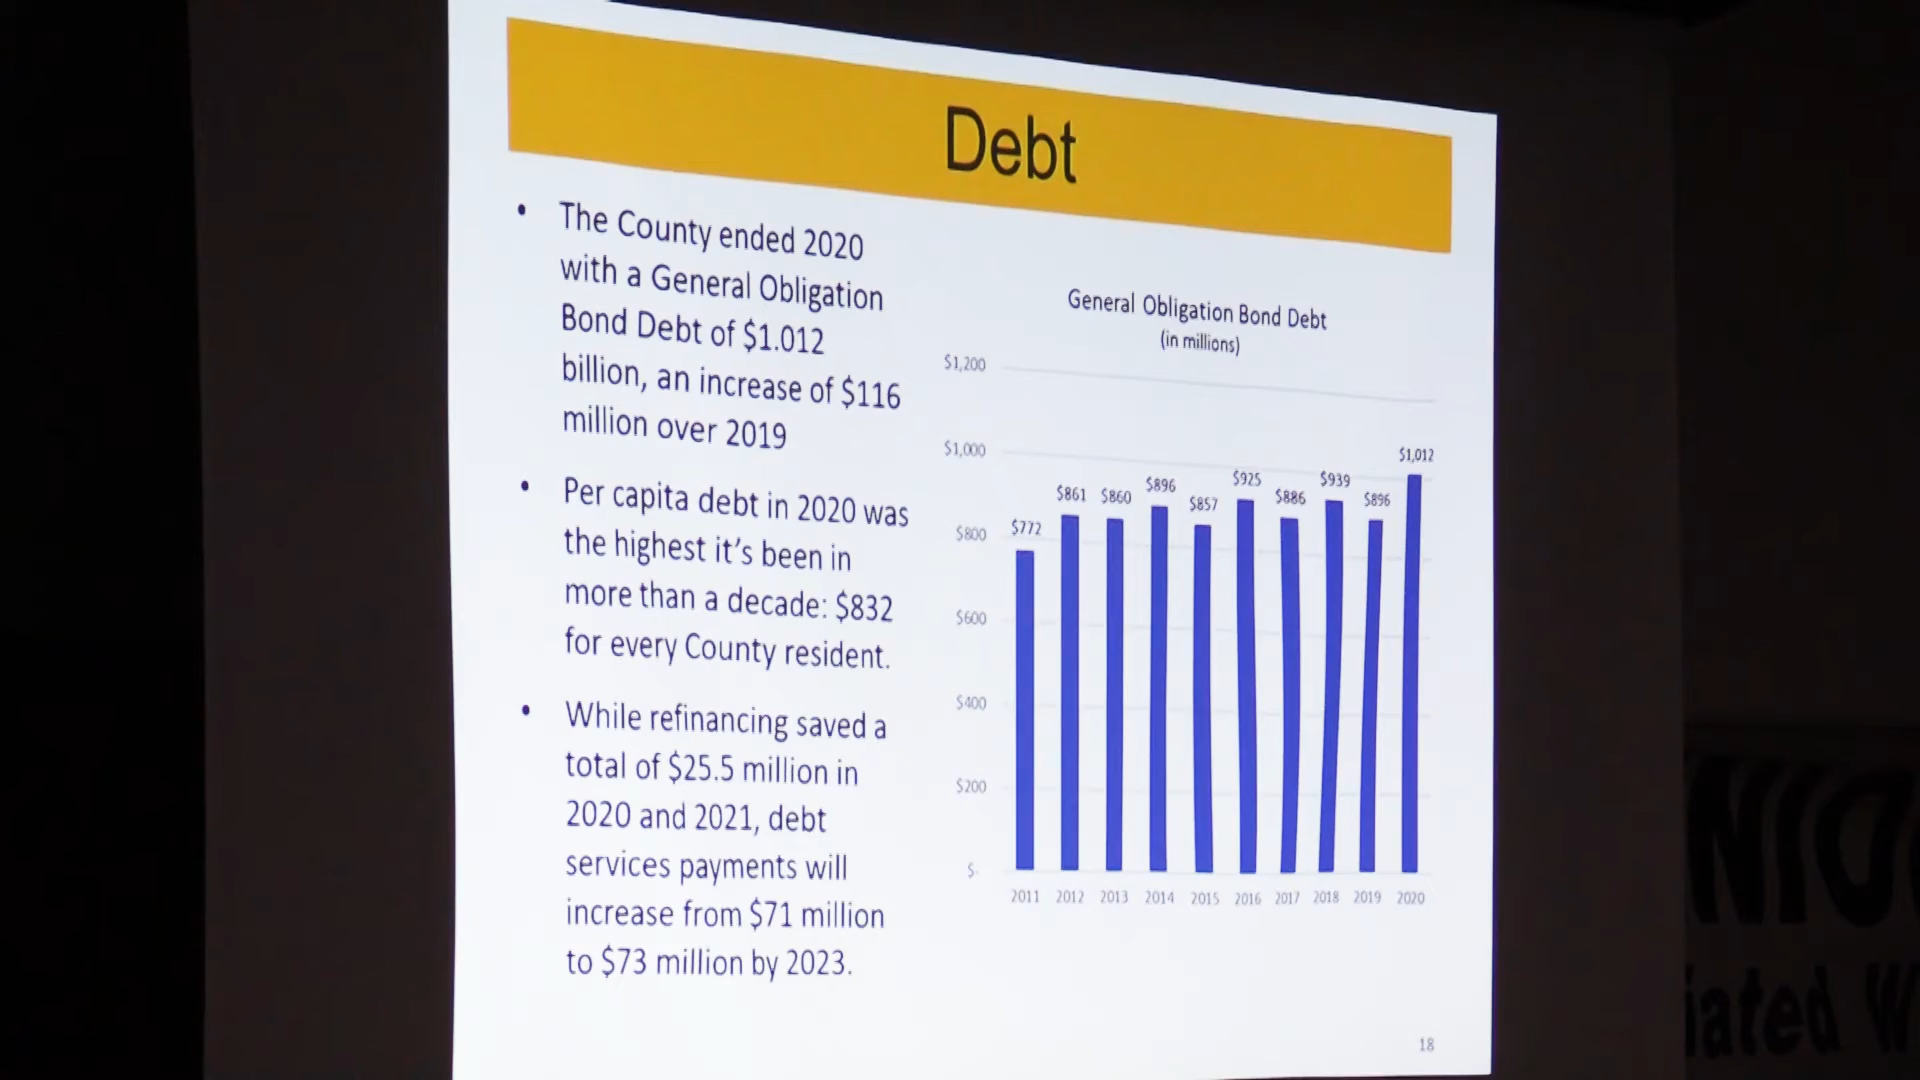 Debt
• The County ended 2020
with a General Obligation
Bond Debt of $1.012
billion, an increase of $116
million over 2019
• Per capita debt in 2020 was
the highest it's been in
more than a decade: $832
for every County resident.
• While refinancing saved a
total of $25.5 million in
2020 and 2021, debt
services payments will
increase from $71 million
to $73 million by 2023.
General Obligation Bond Debt
(in millions)
$1,200
$1,000
$800
$600
$400
$200
$-
$772 $861 $860 $896 $857 $925 $886 $939 $896 $1,012
2011 2012 2013 2014 2015 2016 2017 2018 2019 2020
18